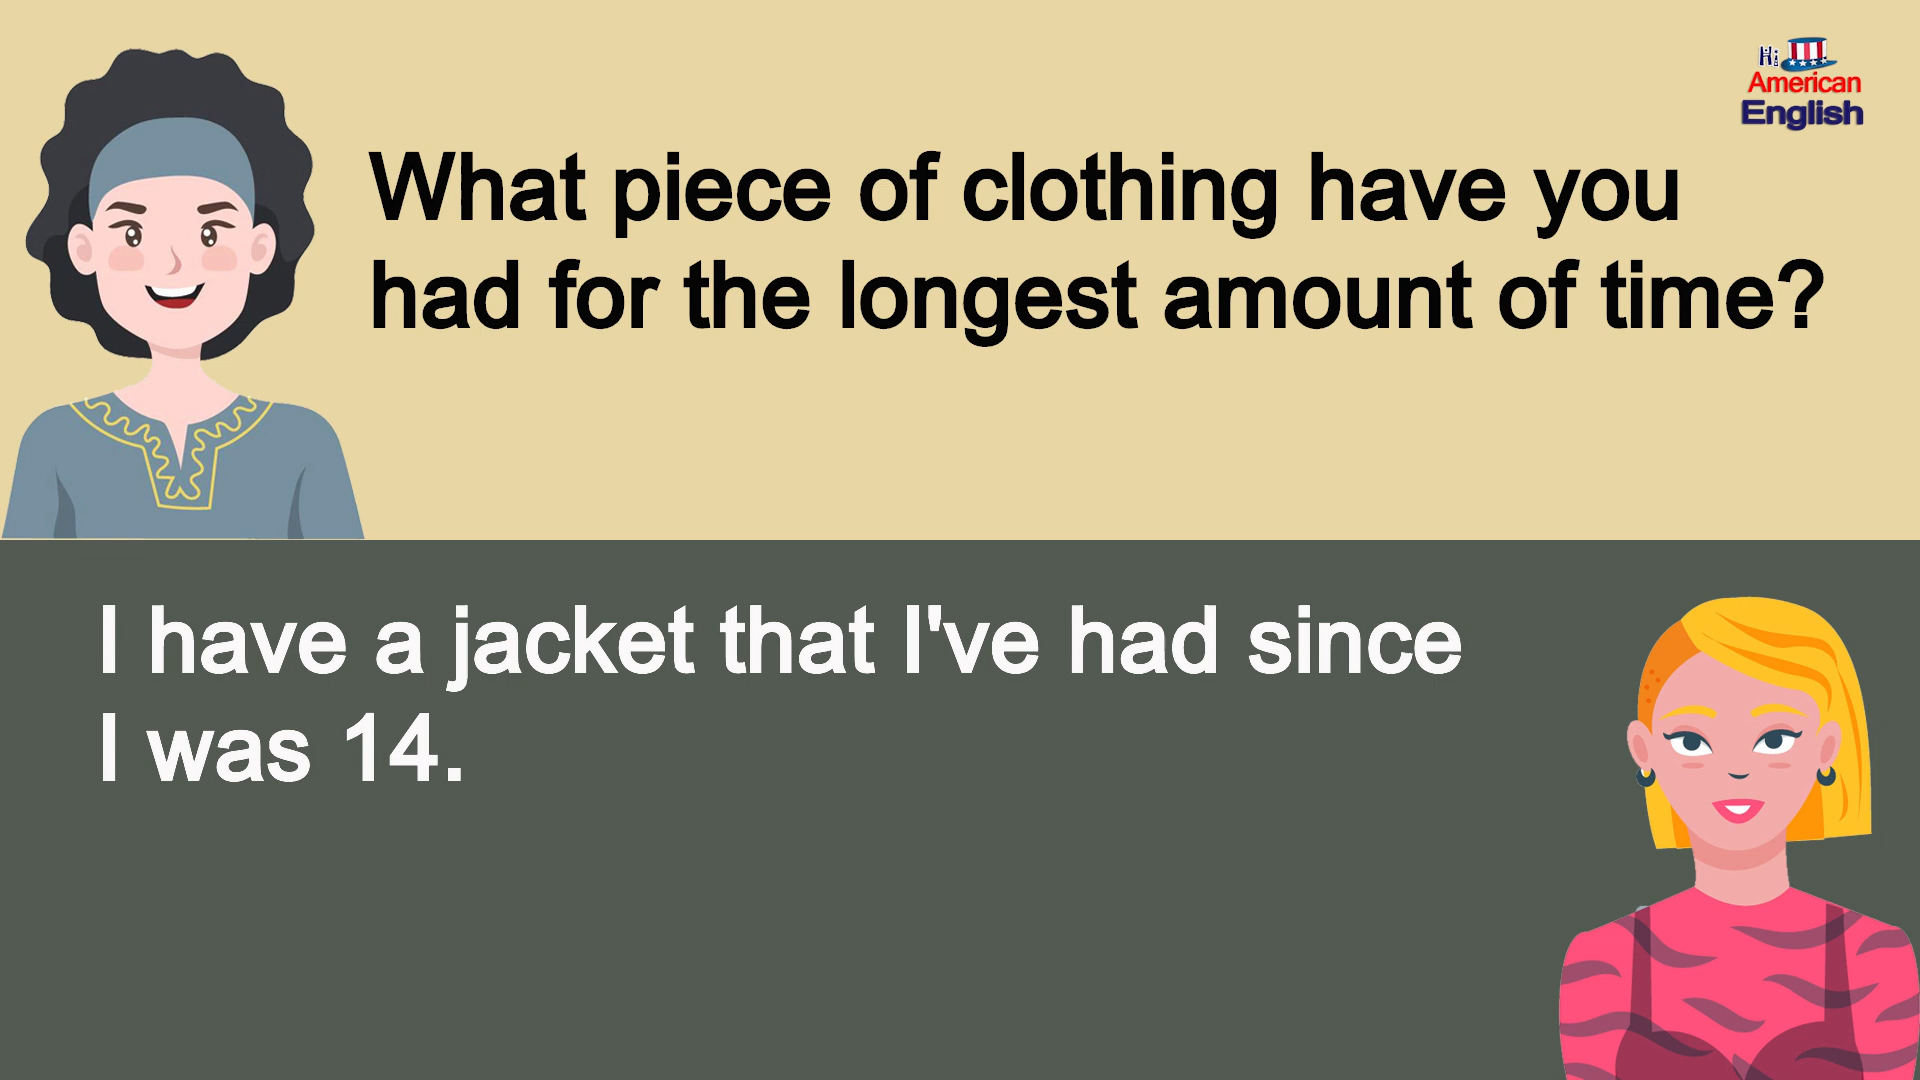 Hi
American
English
What piece of clothing have you
had for the longest amount of time?
I have a jacket that I've had since
I was 14.